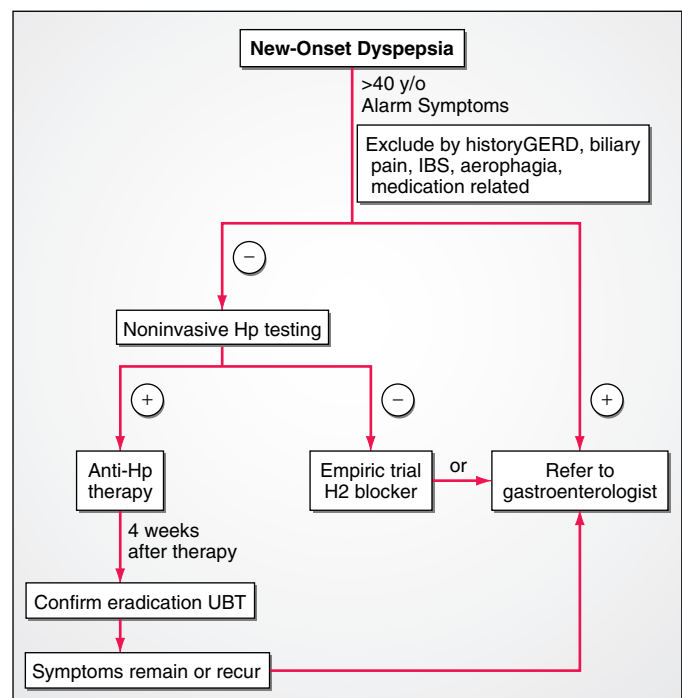 New-Onset Dyspepsia
>40 y/o
Alarm Symptoms
Exclude by historyGERD, biliary
pain, IBS, aerophagia,
medication related
−
Noninvasive Hp testing
+
−
+
Anti-Hp
therapy
Empiric trial
H2 blocker
or
Refer to
gastroenterologist
4 weeks
after therapy
Confirm eradication UBT
Symptoms remain or recur